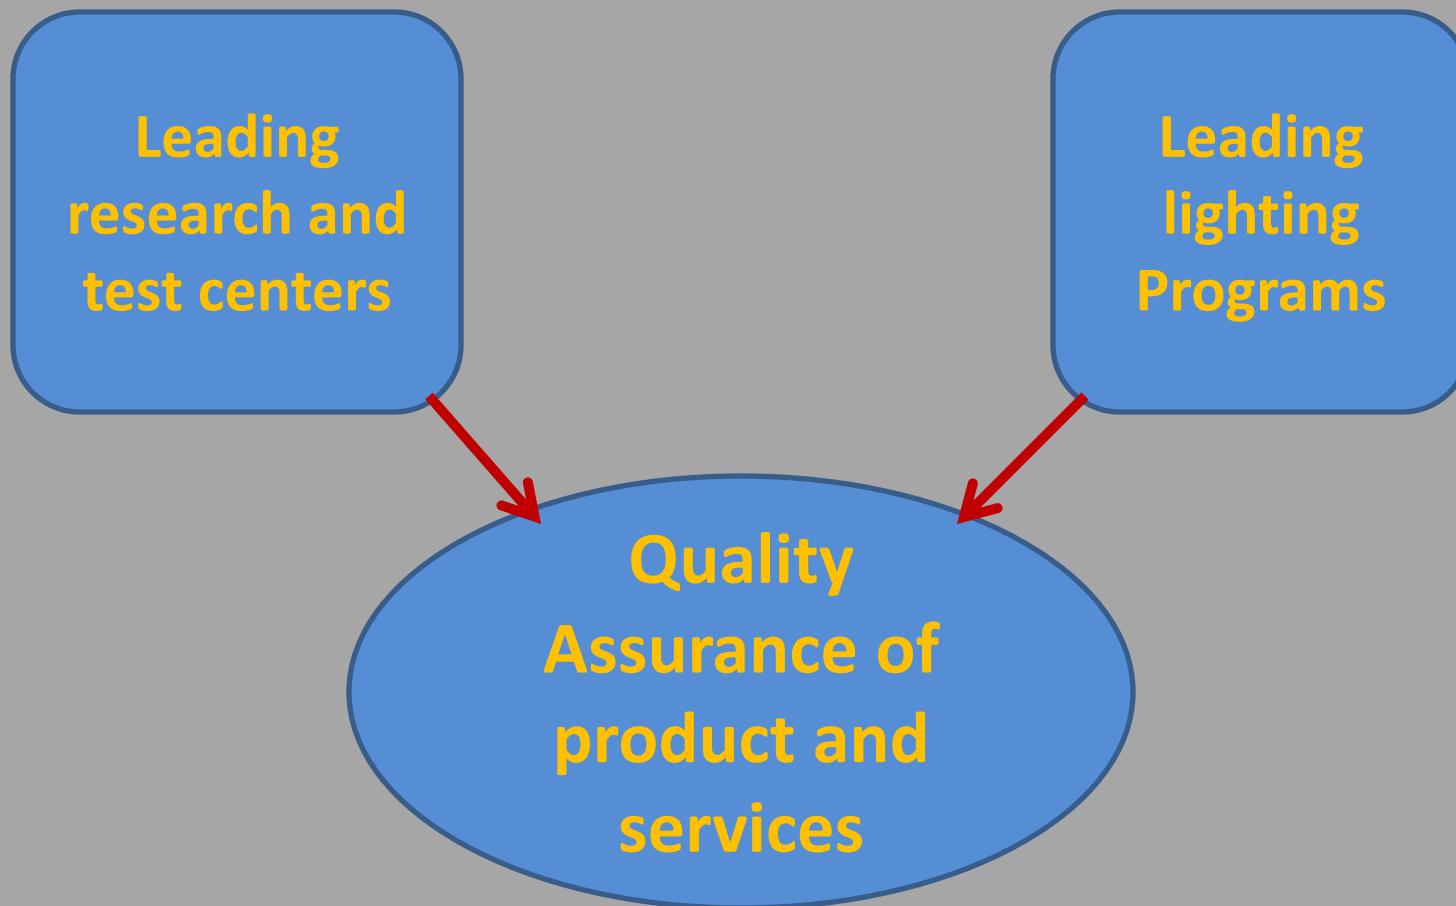 Leading
research and
test centers
Leading
lighting
Programs
Quality
Assurance of
product and
services